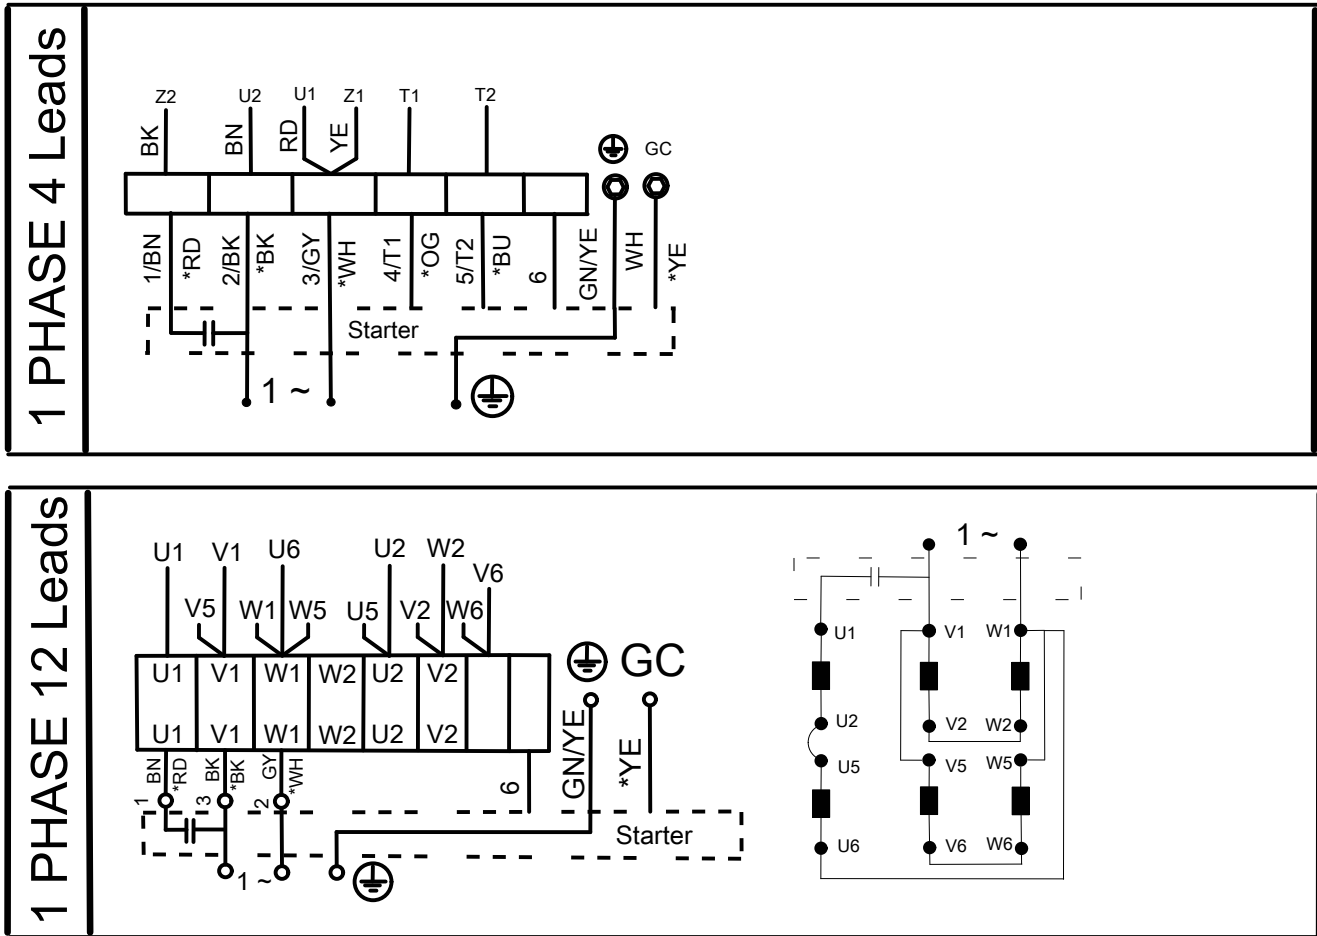 1 PHASE 4 Leads
Z2 U2 U1 Z1 T1 T2
BK BN RD YE
GC
1/BN *RD 2/BK *BK 3/GY *WH 4/T1 *OG 5/T2 *BU 6 GN/YE WH *YE
Starter
1 ~
1 PHASE 12 Leads
U1 V1 U6 U2 W2 V6
V5 W1 W5 U5 V2 W6
GC
U1 V1 W1 W2 U2 V2
U1 V1 W1 W2 U2 V2
BN *RD BK *BK GY *WH 6 GN/YE *YE
1 3 2
Starter
1 ~
1 ~
U1 V1 W1
U2 V2 W2
U5 V5 W5
U6 V6 W6